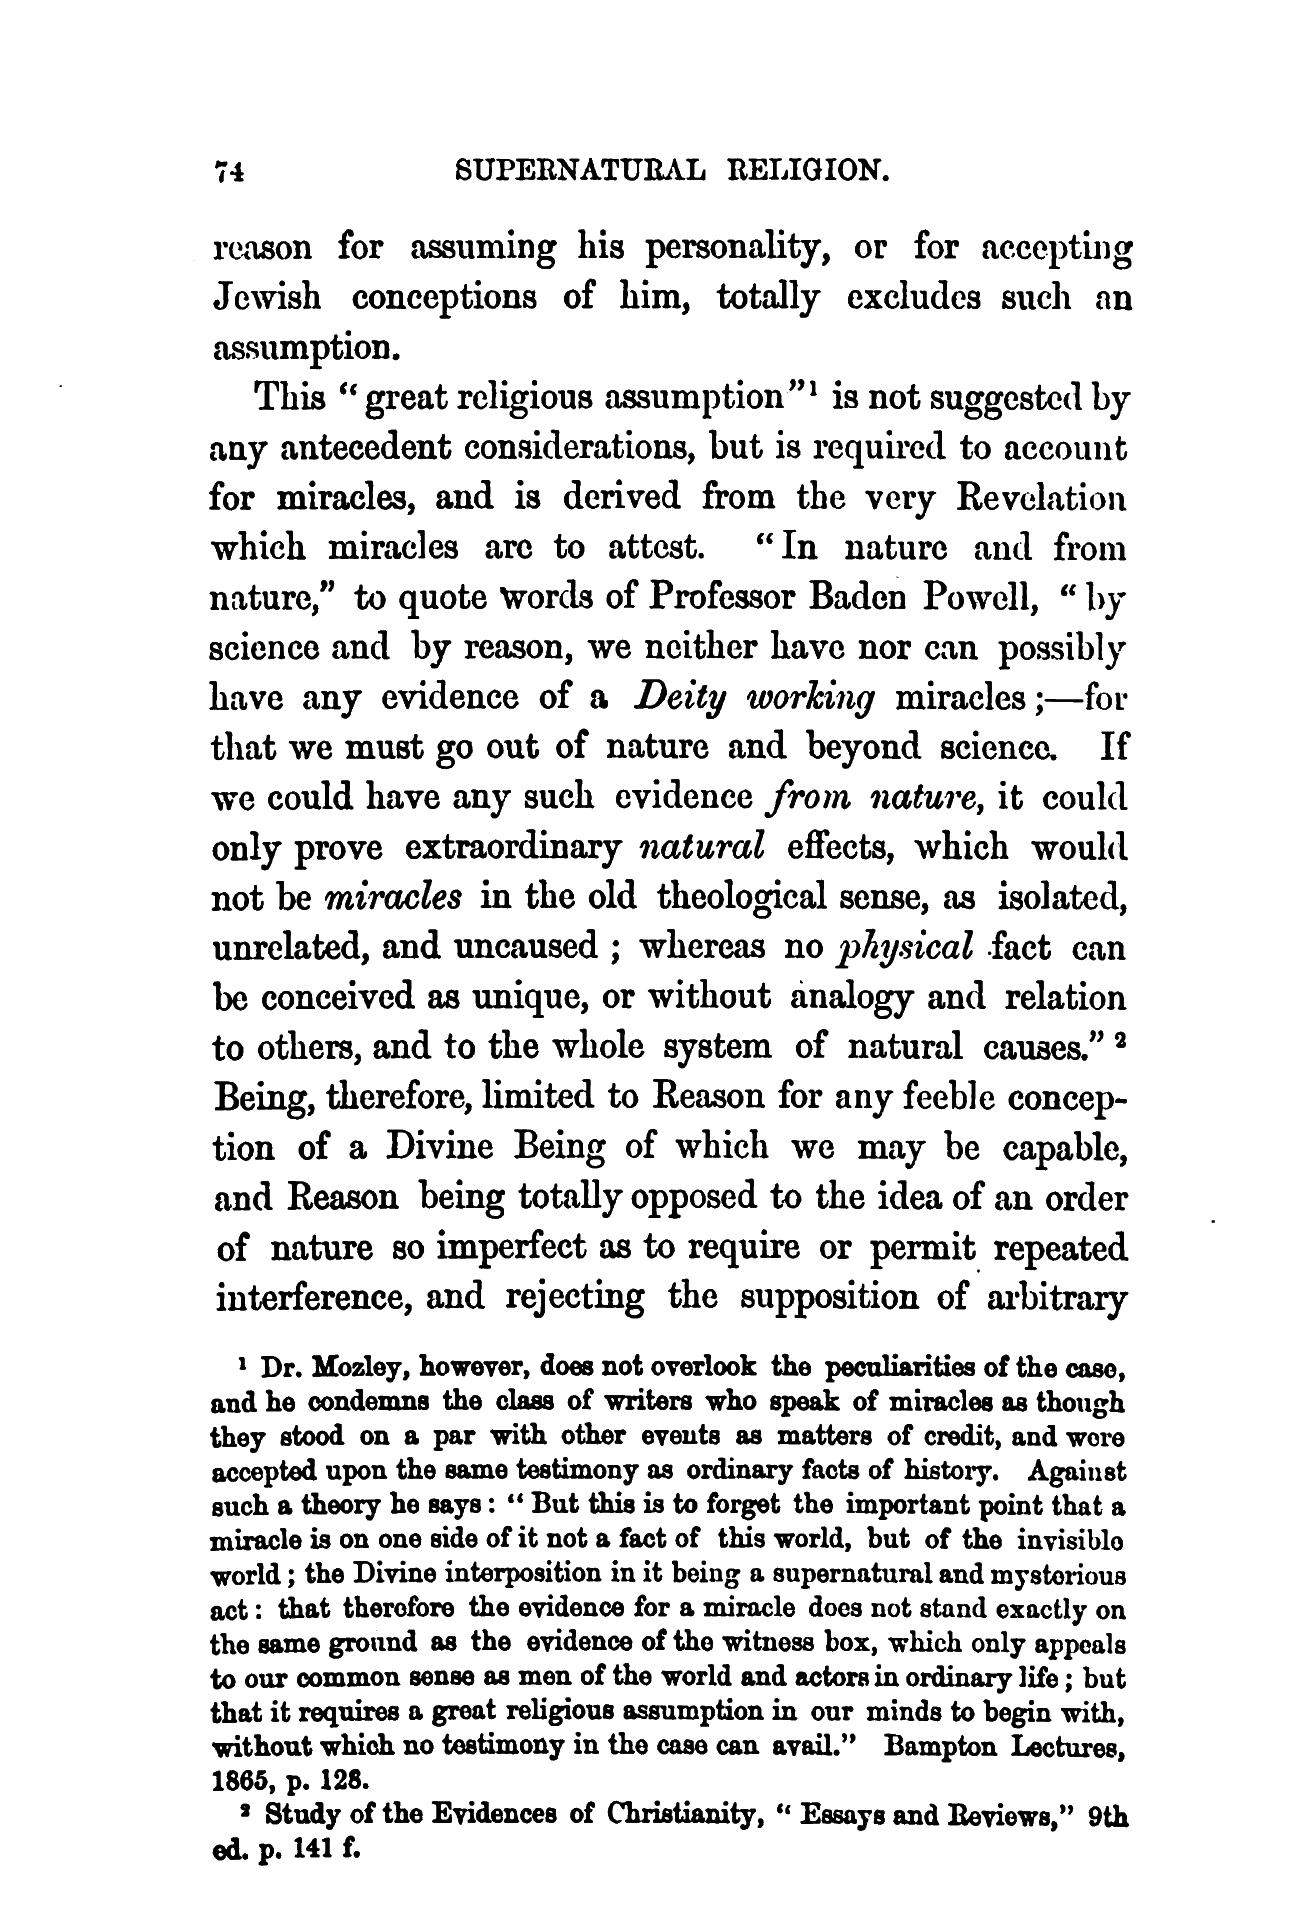 74 SUPERNATURAL RELIGION.
reason for assuming his personality, or for accepting
Jewish conceptions of him, totally excludes such an
assumption.
This “great religious assumption”¹ is not suggested by
any antecedent considerations, but is required to account
for miracles, and is derived from the very Revelation
which miracles are to attest. “In nature and from
nature,” to quote words of Professor Baden Powell, “by
science and by reason, we neither have nor can possibly
have any evidence of a Deity working miracles;—for
that we must go out of nature and beyond science. If
we could have any such evidence from nature, it could
only prove extraordinary natural effects, which would
not be miracles in the old theological sense, as isolated,
unrelated, and uncaused; whereas no physical fact can
be conceived as unique, or without analogy and relation
to others, and to the whole system of natural causes.”²
Being, therefore, limited to Reason for any feeble concep-
tion of a Divine Being of which we may be capable,
and Reason being totally opposed to the idea of an order
of nature so imperfect as to require or permit repeated
interference, and rejecting the supposition of arbitrary
¹ Dr. Mozley, however, does not overlook the peculiarities of the case,
and he condemns the class of writers who speak of miracles as though
they stood on a par with other events as matters of credit, and were
accepted upon the same testimony as ordinary facts of history. Against
such a theory he says: “But this is to forget the important point that a
miracle is on one side of it not a fact of this world, but of the invisible
world; the Divine interposition in it being a supernatural and mysterious
act: that therefore the evidence for a miracle does not stand exactly on
the same ground as the evidence of the witness box, which only appeals
to our common sense as men of the world and actors in ordinary life; but
that it requires a great religious assumption in our minds to begin with,
without which no testimony in the case can avail.” Bampton Lectures,
1865, p. 128.
² Study of the Evidences of Christianity, “Essays and Reviews,” 9th
ed. p. 141 f.